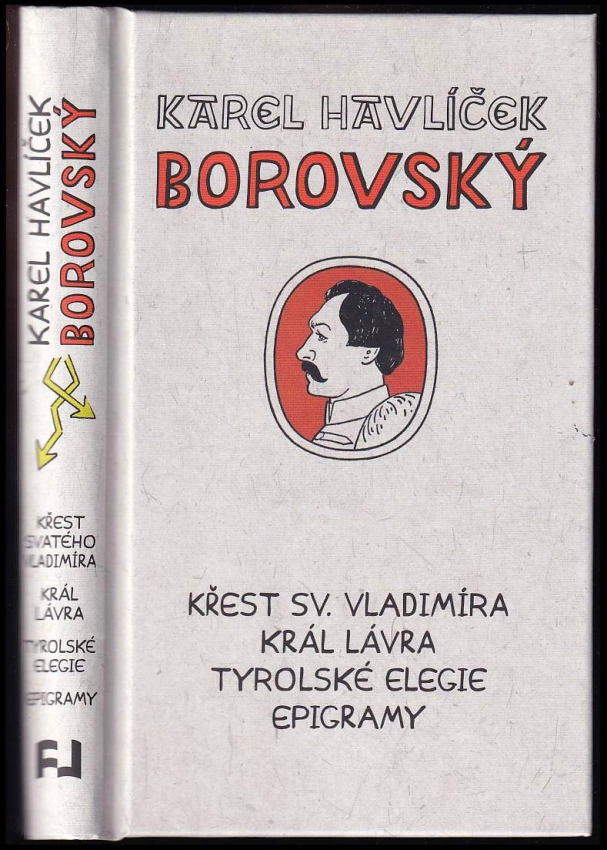 KAREL HAVLÍČEK
BOROVSKÝ
KŘEST
SVATÉHO
VLADIMÍRA
KRÁL
LÁVRA
TYROLSKÉ
ELEGIE
EPIGRAMY
KAREL HAVLÍČEK
BOROVSKÝ
KŘEST SV. VLADIMÍRA
KRÁL LÁVRA
TYROLSKÉ ELEGIE
EPIGRAMY